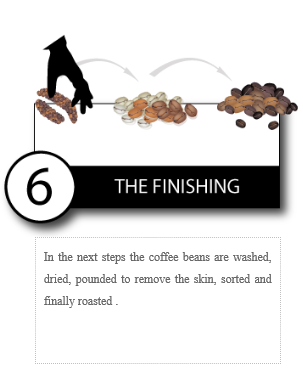 6
THE FINISHING
In the next steps the coffee beans are washed,
dried, pounded to remove the skin, sorted and
finally roasted .